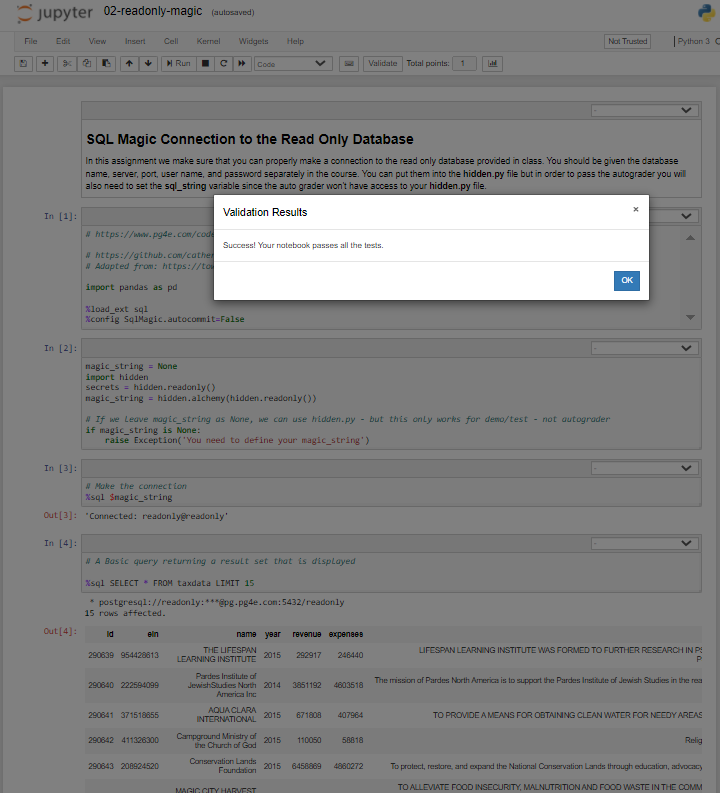 jupyter 02-readonly-magic (autosaved)
File Edit View Insert Cell Kernel Widgets Help Not Trusted Python 3
Run Code Validate Total points: 1
SQL Magic Connection to the Read Only Database
In this assignment we make sure that you can properly make a connection to the read only database provided in class. You should be given the database
name, server, port, user name, and password separately in the course. You can put them into the hidden.py file but in order to pass the autograder you will
also need to set the sql_string variable since the auto grader won't have access to your hidden.py file.
Validation Results ×
Success! Your notebook passes all the tests.
OK
In [1]:
# https://www.pg4e.com/code
# https://github.com/cather
# Adapted from: https://tow
import pandas as pd
%load_ext sql
%config SqlMagic.autocommit=False
In [2]:
magic_string = None
import hidden
secrets = hidden.readonly()
magic_string = hidden.alchemy(hidden.readonly())
# If we leave magic_string as None, we can use hidden.py - but this only works for demo/test - not autograder
if magic_string is None:
    raise Exception('You need to define your magic_string')
In [3]:
# Make the connection
%sql $magic_string
Out[3]: 'Connected: readonly@readonly'
In [4]:
# A Basic query returning a result set that is displayed
%sql SELECT * FROM taxdata LIMIT 15
* postgresql://readonly:***@pg.pg4e.com:5432/readonly
15 rows affected.
Out[4]:
id ein name year revenue expenses
290639 954428613 THE LIFESPAN LEARNING INSTITUTE 2015 292917 246440 LIFESPAN LEARNING INSTITUTE WAS FORMED TO FURTHER RESEARCH IN PS
P
290640 222594099 Pardes Institute of JewishStudies North America Inc 2014 3851192 4603518 The mission of Pardes North America is to support the Pardes Institute of Jewish Studies in the rea
290641 371518655 AQUA CLARA INTERNATIONAL 2015 671808 407964 TO PROVIDE A MEANS FOR OBTAINING CLEAN WATER FOR NEEDY AREAS
290642 411326300 Campground Ministry of the Church of God 2015 110050 58818 Relig
290643 208924520 Conservation Lands Foundation 2015 6458869 4860272 To protect, restore, and expand the National Conservation Lands through education, advocacy
MAGIC CITY HARVEST TO ALLEVIATE FOOD INSECURITY, MALNUTRITION AND FOOD WASTE IN THE COMM